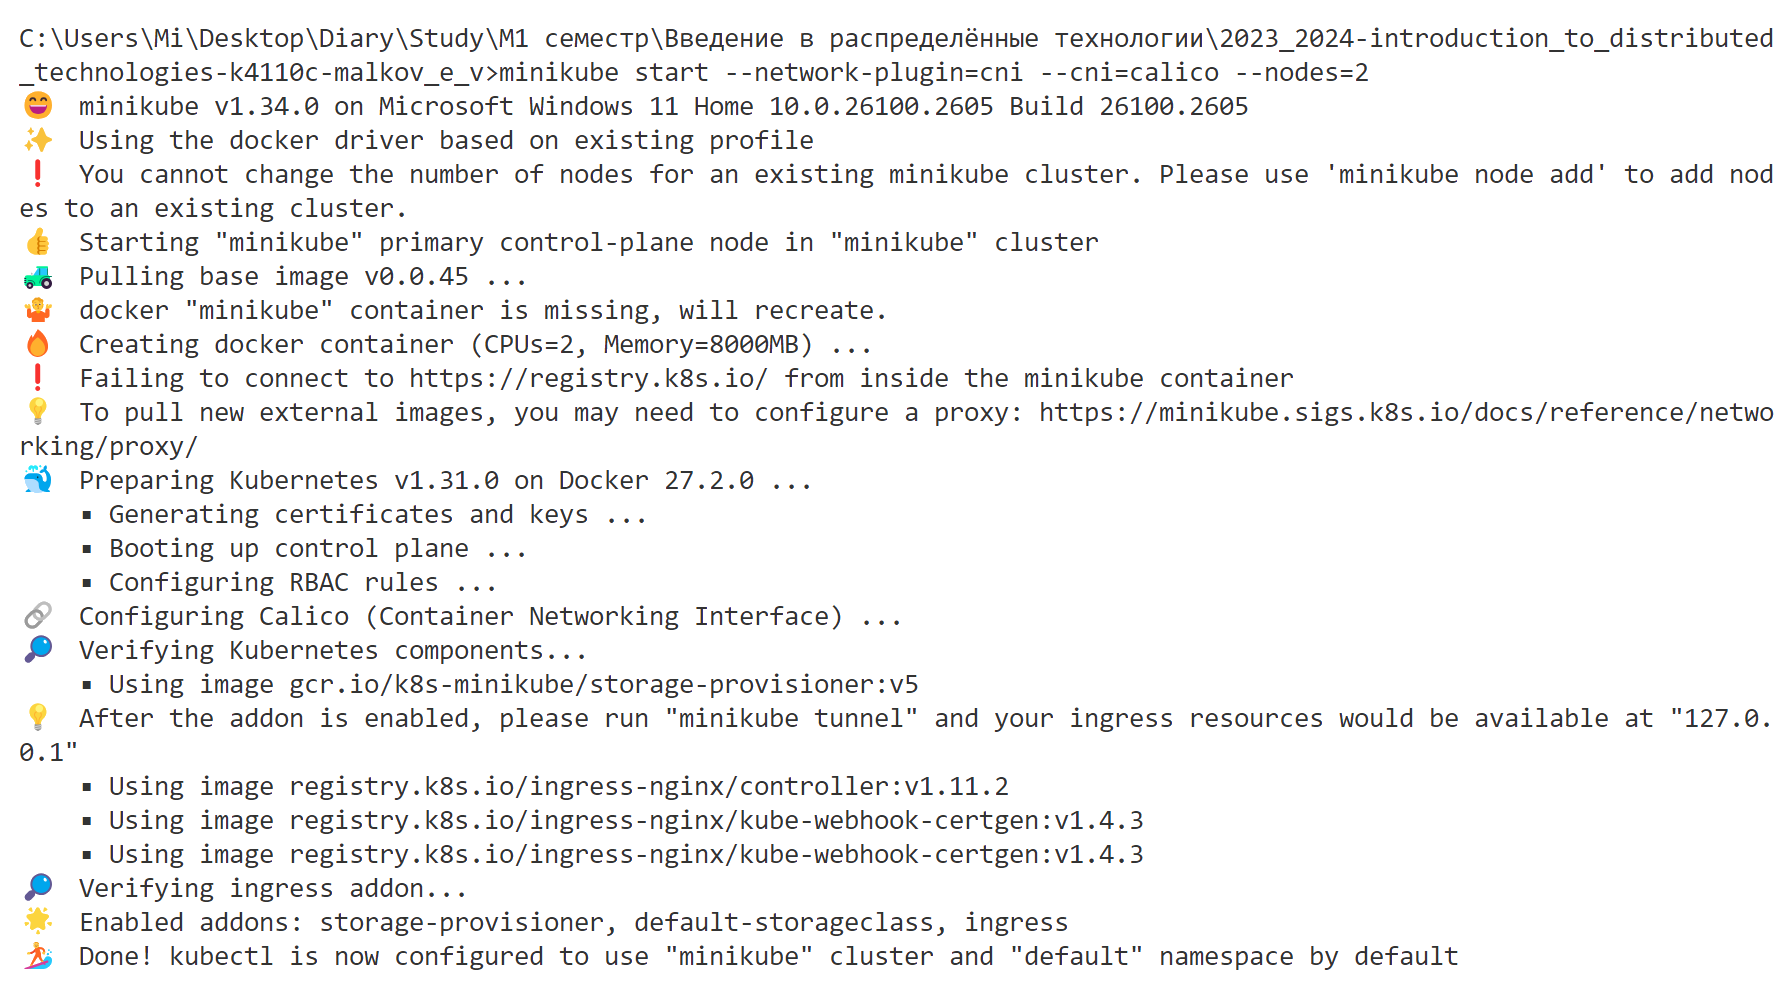 C:\Users\Mi\Desktop\Diary\Study\M1 семестр\Введение в распределённые технологии\2023_2024-introduction_to_distributed
_technologies-k4110c-malkov_e_v>minikube start --network-plugin=cni --cni=calico --nodes=2
😄  minikube v1.34.0 on Microsoft Windows 11 Home 10.0.26100.2605 Build 26100.2605
✨  Using the docker driver based on existing profile
❗  You cannot change the number of nodes for an existing minikube cluster. Please use 'minikube node add' to add nod
es to an existing cluster.
👍  Starting "minikube" primary control-plane node in "minikube" cluster
🚜  Pulling base image v0.0.45 ...
🤷  docker "minikube" container is missing, will recreate.
🔥  Creating docker container (CPUs=2, Memory=8000MB) ...
❗  Failing to connect to https://registry.k8s.io/ from inside the minikube container
💡  To pull new external images, you may need to configure a proxy: https://minikube.sigs.k8s.io/docs/reference/netwo
rking/proxy/
🐳  Preparing Kubernetes v1.31.0 on Docker 27.2.0 ...
    ▪ Generating certificates and keys ...
    ▪ Booting up control plane ...
    ▪ Configuring RBAC rules ...
🔗  Configuring Calico (Container Networking Interface) ...
🔎  Verifying Kubernetes components...
    ▪ Using image gcr.io/k8s-minikube/storage-provisioner:v5
💡  After the addon is enabled, please run "minikube tunnel" and your ingress resources would be available at "127.0.
0.1"
    ▪ Using image registry.k8s.io/ingress-nginx/controller:v1.11.2
    ▪ Using image registry.k8s.io/ingress-nginx/kube-webhook-certgen:v1.4.3
    ▪ Using image registry.k8s.io/ingress-nginx/kube-webhook-certgen:v1.4.3
🔎  Verifying ingress addon...
🌟  Enabled addons: storage-provisioner, default-storageclass, ingress
🏄  Done! kubectl is now configured to use "minikube" cluster and "default" namespace by default